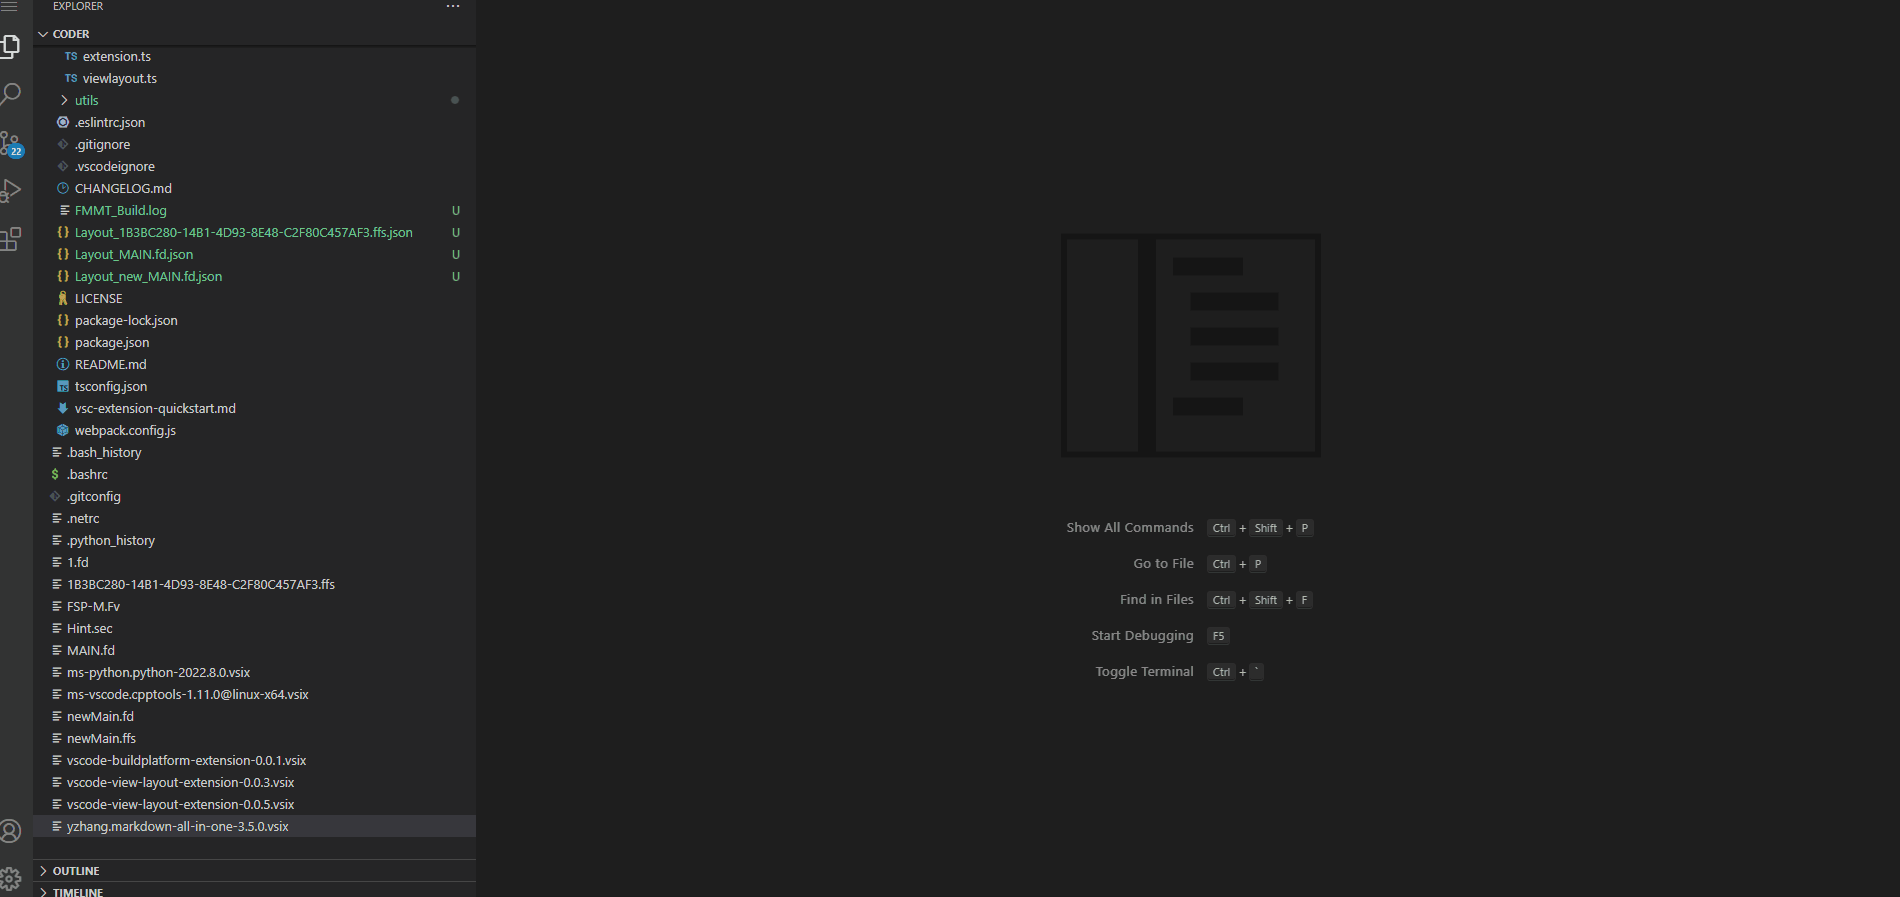 EXPLORER
CODER
TS extension.ts
TS viewlayout.ts
utils
.eslintrc.json
22
.gitignore
.vscodeignore
CHANGELOG.md
FMMT_Build.log U
{} Layout_1B3BC280-14B1-4D93-8E48-C2F80C457AF3.ffs.json U
{} Layout_MAIN.fd.json U
{} Layout_new_MAIN.fd.json U
LICENSE
{} package-lock.json
{} package.json
README.md
TS tsconfig.json
vsc-extension-quickstart.md
webpack.config.js
.bash_history
$ .bashrc
.gitconfig
.netrc
.python_history
1.fd
1B3BC280-14B1-4D93-8E48-C2F80C457AF3.ffs
FSP-M.Fv
Hint.sec
MAIN.fd
ms-python.python-2022.8.0.vsix
ms-vscode.cpptools-1.11.0@linux-x64.vsix
newMain.fd
newMain.ffs
vscode-buildplatform-extension-0.0.1.vsix
vscode-view-layout-extension-0.0.3.vsix
vscode-view-layout-extension-0.0.5.vsix
yzhang.markdown-all-in-one-3.5.0.vsix
OUTLINE
TIMELINE
Show All Commands Ctrl + Shift + P
Go to File Ctrl + P
Find in Files Ctrl + Shift + F
Start Debugging F5
Toggle Terminal Ctrl + `